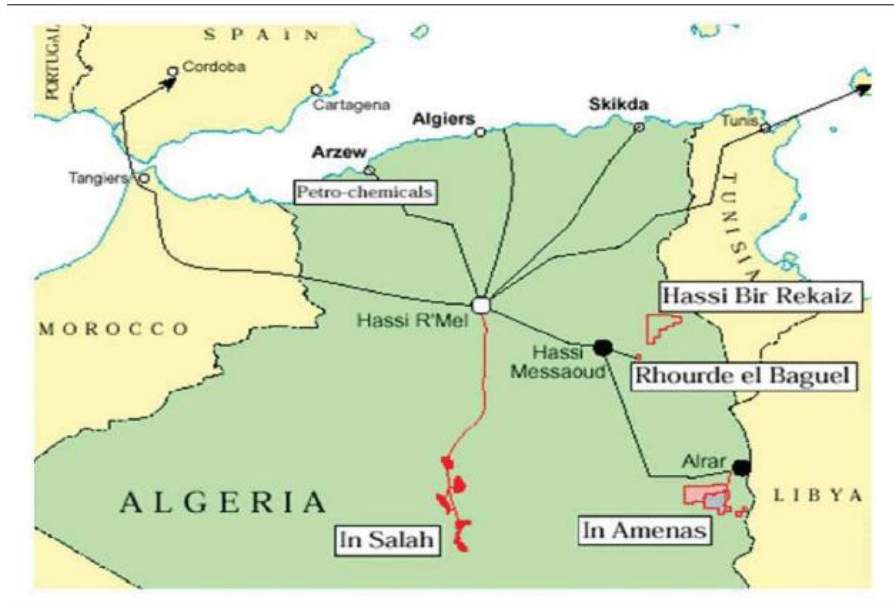 SPAIN
PORTUGAL
Cordoba
Cartagena
Algiers
Skikda
Tunis
Arzew
Tangiers
Petro-chemicals
TUNISIA
Hassi Bir Rekaiz
Hassi R'Mel
MOROCCO
Hassi
Messaoud
Rhourde el Baguel
Alrar
ALGERIA
LIBYA
In Salah
In Amenas